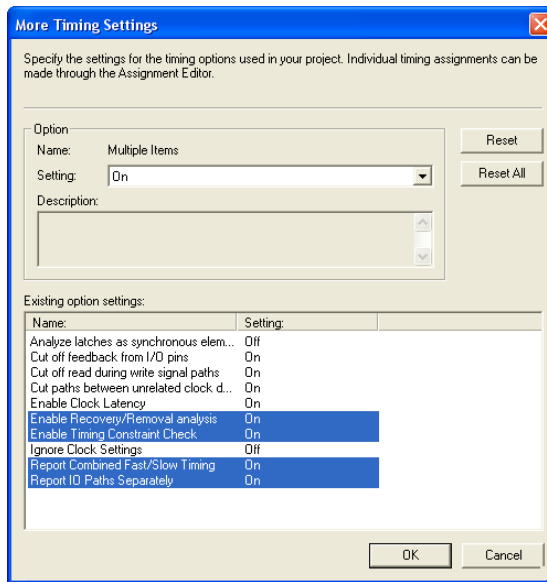 More Timing Settings
Specify the settings for the timing options used in your project. Individual timing assignments can be
made through the Assignment Editor.
Option
Name: Multiple Items
Reset
Setting: On
Reset All
Description:
Existing option settings:
Name: Setting:
Analyze latches as synchronous elem... Off
Cut off feedback from I/O pins On
Cut off read during write signal paths On
Cut paths between unrelated clock d... On
Enable Clock Latency On
Enable Recovery/Removal analysis On
Enable Timing Constraint Check On
Ignore Clock Settings Off
Report Combined Fast/Slow Timing On
Report IO Paths Separately On
OK Cancel